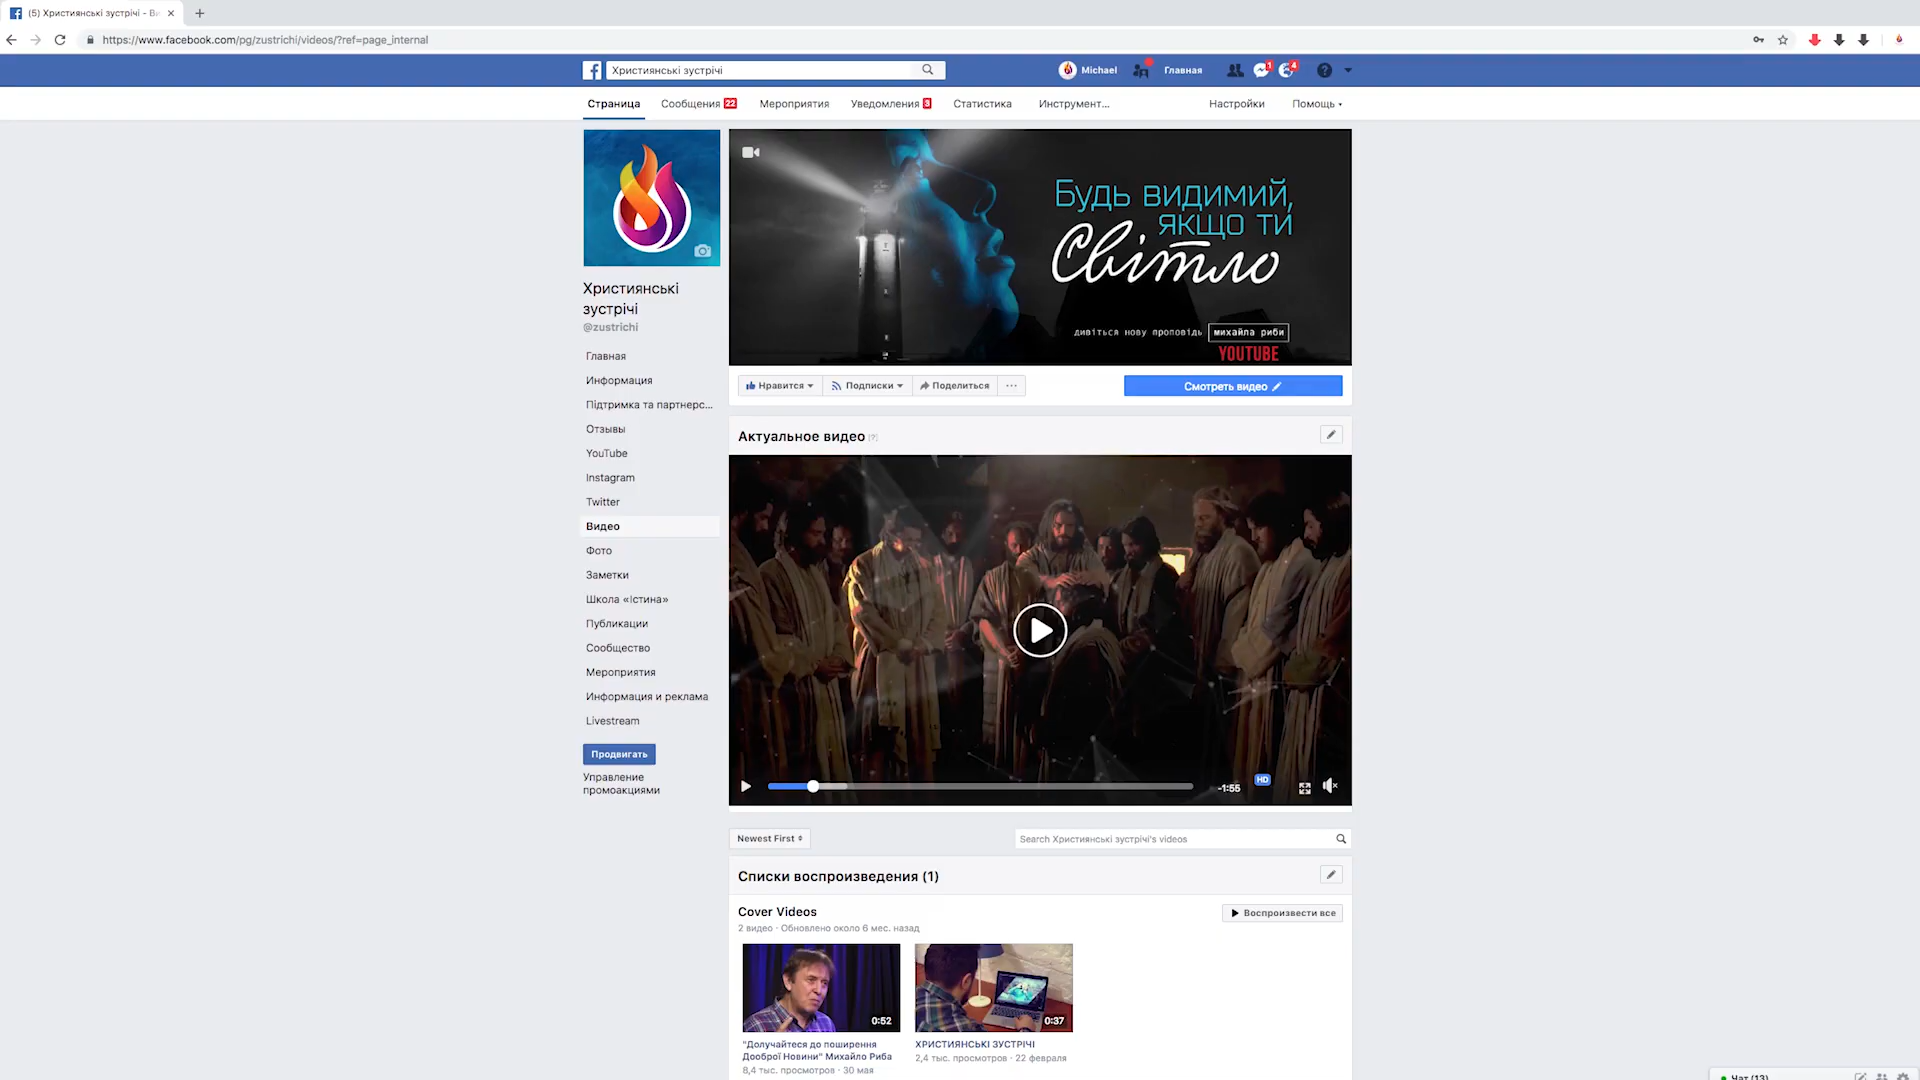 (5) Християнські зустрічі - Ви
https://www.facebook.com/pg/zustrichi/videos/?ref=page_internal
Християнські зустрічі
Michael
Главная
1
4
Страница
Сообщения 22
Мероприятия
Уведомления 3
Статистика
Инструмент...
Настройки
Помощь
Будь видимий,
якщо ти
Світло
дивіться нову проповідь михайла риби
YOUTUBE
Християнські
зустрічі
@zustrichi
Главная
Информация
Підтримка та партнерс...
Отзывы
YouTube
Instagram
Twitter
Видео
Фото
Заметки
Школа «Істина»
Публикации
Сообщество
Мероприятия
Информация и реклама
Livestream
Продвигать
Управление
промоакциями
Нравится
Подписки
Поделиться
...
Смотреть видео
Актуальное видео [?]
-1:55
HD
Newest First
Search Християнські зустрічі's videos
Списки воспроизведения (1)
Cover Videos
2 видео · Обновлено около 6 мес. назад
Воспроизвести все
0:52
0:37
"Долучайтеся до поширення
Дооброї Новини" Михайло Риба
8,4 тыс. просмотров · 30 мая
ХРИСТИЯНСЬКІ ЗУСТРІЧІ
2,4 тыс. просмотров · 22 февраля
Чат (13)